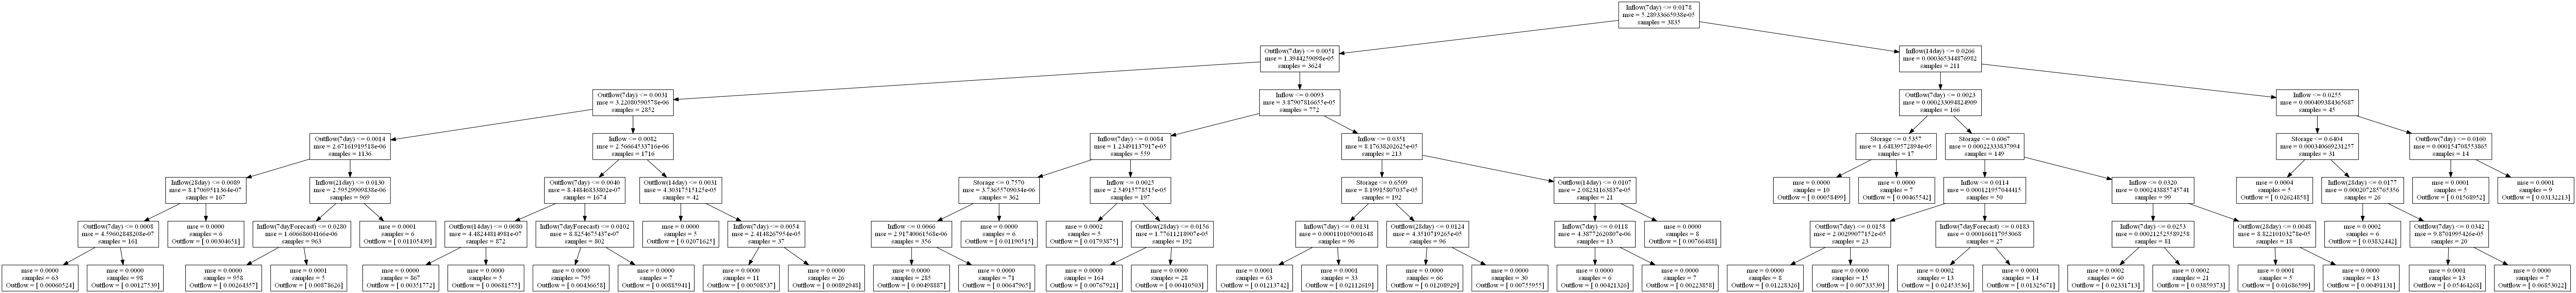 Inflow(7day) <= 0.0178
mse = 5.28933665938e-05
samples = 3835
Outflow(7day) <= 0.0051
mse = 1.3944259098e-05
samples = 3624
Inflow(14day) <= 0.0266
mse = 0.000365344876982
samples = 211
Outflow(7day) <= 0.0031
mse = 3.22080590578e-06
samples = 2852
Inflow <= 0.0093
mse = 3.87907816655e-05
samples = 772
Outflow(7day) <= 0.0023
mse = 0.000233094824909
samples = 166
Inflow <= 0.0255
mse = 0.000409384365687
samples = 45
Outflow(7day) <= 0.0014
mse = 2.67161919518e-06
samples = 1136
Inflow <= 0.0082
mse = 2.56664533716e-06
samples = 1716
Inflow(7day) <= 0.0084
mse = 1.23491137917e-05
samples = 559
Inflow <= 0.0351
mse = 8.17638202625e-05
samples = 213
Storage <= 0.5357
mse = 1.64839572894e-05
samples = 17
Storage <= 0.6067
mse = 0.00022333837994
samples = 149
Storage <= 0.6404
mse = 0.000340669231257
samples = 31
Outflow(7day) <= 0.0160
mse = 0.000154708553865
samples = 14
Inflow(28day) <= 0.0089
mse = 8.17069511364e-07
samples = 167
Inflow(21day) <= 0.0130
mse = 2.59529909838e-06
samples = 969
Outflow(7day) <= 0.0040
mse = 8.44846833802e-07
samples = 1674
Outflow(14day) <= 0.0031
mse = 4.30317515125e-05
samples = 42
Storage <= 0.7570
mse = 3.73655709034e-06
samples = 362
Inflow <= 0.0025
mse = 2.54915778515e-05
samples = 197
Storage <= 0.6509
mse = 8.19915807037e-05
samples = 192
Outflow(14day) <= 0.0107
mse = 2.08231163837e-05
samples = 21
mse = 0.0000
samples = 10
Outflow = [ 0.00058499]
mse = 0.0000
samples = 7
Outflow = [ 0.00465542]
Inflow <= 0.0114
mse = 0.000121957044415
samples = 50
Inflow <= 0.0320
mse = 0.000243885745741
samples = 99
mse = 0.0004
samples = 5
Outflow = [ 0.02624858]
Inflow(28day) <= 0.0177
mse = 0.000207285765356
samples = 26
mse = 0.0001
samples = 5
Outflow = [ 0.01568952]
mse = 0.0001
samples = 9
Outflow = [ 0.03132213]
Outflow(7day) <= 0.0008
mse = 4.59602848208e-07
samples = 161
mse = 0.0000
samples = 6
Outflow = [ 0.00304651]
Inflow(7dayForecast) <= 0.0280
mse = 1.60668604166e-06
samples = 963
mse = 0.0001
samples = 6
Outflow = [ 0.01105439]
Outflow(14day) <= 0.0080
mse = 4.48244814981e-07
samples = 872
Inflow(7dayForecast) <= 0.0102
mse = 8.8254675437e-07
samples = 802
mse = 0.0000
samples = 5
Outflow = [ 0.02071625]
Inflow(7day) <= 0.0054
mse = 2.4148267954e-05
samples = 37
Inflow <= 0.0066
mse = 2.91740061568e-06
samples = 356
mse = 0.0000
samples = 6
Outflow = [ 0.01190515]
mse = 0.0002
samples = 5
Outflow = [ 0.01793875]
Outflow(28day) <= 0.0156
mse = 1.77611218907e-05
samples = 192
Inflow(7day) <= 0.0131
mse = 0.000110105001648
samples = 96
Outflow(28day) <= 0.0124
mse = 4.3510719265e-05
samples = 96
Inflow(7day) <= 0.0118
mse = 4.38772620807e-06
samples = 13
mse = 0.0000
samples = 8
Outflow = [ 0.00766488]
Outflow(7day) <= 0.0158
mse = 2.00299077152e-05
samples = 23
Inflow(7dayForecast) <= 0.0183
mse = 0.000166117953068
samples = 27
Inflow(7day) <= 0.0253
mse = 0.000212525589258
samples = 81
Outflow(28day) <= 0.0048
mse = 8.82210103278e-05
samples = 18
mse = 0.0002
samples = 6
Outflow = [ 0.03832442]
Outflow(7day) <= 0.0342
mse = 9.8701995426e-05
samples = 20
mse = 0.0000
samples = 63
Outflow = [ 0.00060524]
mse = 0.0000
samples = 98
Outflow = [ 0.00127539]
mse = 0.0000
samples = 958
Outflow = [ 0.00264357]
mse = 0.0001
samples = 5
Outflow = [ 0.00878626]
mse = 0.0000
samples = 867
Outflow = [ 0.00351772]
mse = 0.0000
samples = 5
Outflow = [ 0.00681575]
mse = 0.0000
samples = 795
Outflow = [ 0.00436658]
mse = 0.0000
samples = 7
Outflow = [ 0.00885941]
mse = 0.0000
samples = 11
Outflow = [ 0.00508537]
mse = 0.0000
samples = 26
Outflow = [ 0.00892948]
mse = 0.0000
samples = 285
Outflow = [ 0.00498887]
mse = 0.0000
samples = 71
Outflow = [ 0.00647965]
mse = 0.0000
samples = 164
Outflow = [ 0.00767921]
mse = 0.0000
samples = 28
Outflow = [ 0.00410503]
mse = 0.0001
samples = 63
Outflow = [ 0.01213742]
mse = 0.0001
samples = 33
Outflow = [ 0.02112619]
mse = 0.0000
samples = 66
Outflow = [ 0.01208929]
mse = 0.0000
samples = 30
Outflow = [ 0.00755955]
mse = 0.0000
samples = 6
Outflow = [ 0.00421326]
mse = 0.0000
samples = 7
Outflow = [ 0.00223858]
mse = 0.0000
samples = 8
Outflow = [ 0.01228326]
mse = 0.0000
samples = 15
Outflow = [ 0.00733539]
mse = 0.0002
samples = 13
Outflow = [ 0.02453536]
mse = 0.0001
samples = 14
Outflow = [ 0.01325671]
mse = 0.0002
samples = 60
Outflow = [ 0.02331713]
mse = 0.0002
samples = 21
Outflow = [ 0.03859373]
mse = 0.0001
samples = 5
Outflow = [ 0.01686599]
mse = 0.0000
samples = 13
Outflow = [ 0.00491131]
mse = 0.0001
samples = 13
Outflow = [ 0.05464268]
mse = 0.0000
samples = 7
Outflow = [ 0.06853022]